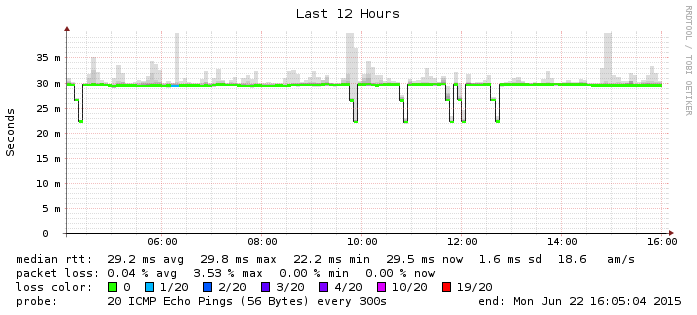 Last 12 Hours
RRDTOOL / TOBI OETIKER
Seconds
35 m
30 m
25 m
20 m
15 m
10 m
5 m
0
06:00 08:00 10:00 12:00 14:00 16:00
median rtt: 29.2 ms avg 29.8 ms max 22.2 ms min 29.5 ms now 1.6 ms sd 18.6 am/s
packet loss: 0.04 % avg 3.53 % max 0.00 % min 0.00 % now
loss color: 0 1/20 2/20 3/20 4/20 10/20 19/20
probe: 20 ICMP Echo Pings (56 Bytes) every 300s end: Mon Jun 22 16:05:04 2015